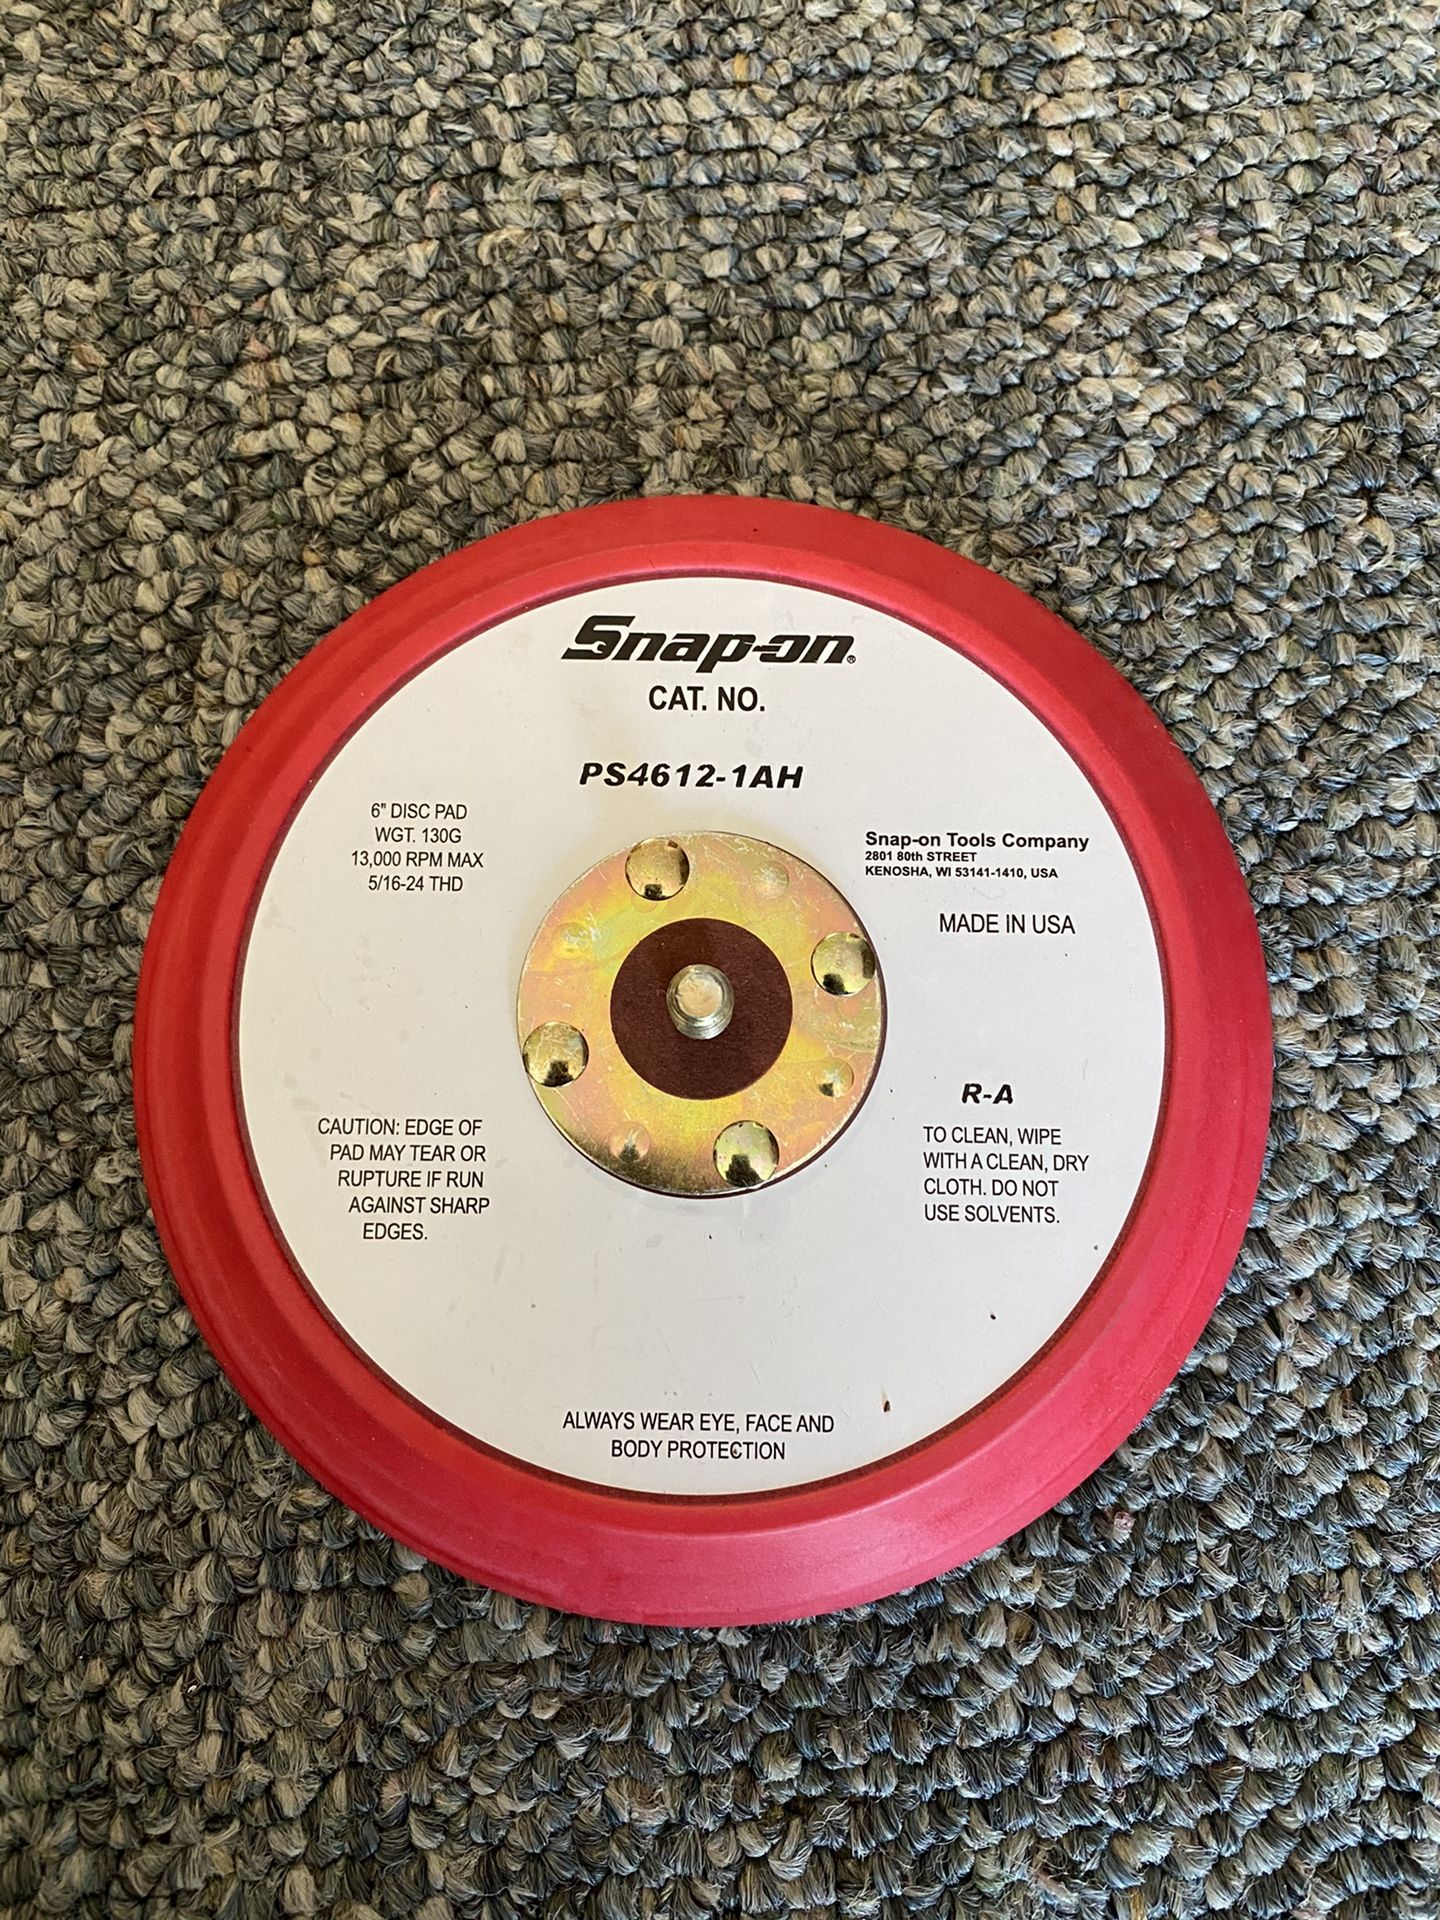 Snap-on®
CAT. NO.
PS4612-1AH
6" DISC PAD
WGT. 130G
13,000 RPM MAX
5/16-24 THD
Snap-on Tools Company
2801 80th STREET
KENOSHA, WI 53141-1410, USA
MADE IN USA
CAUTION: EDGE OF
PAD MAY TEAR OR
RUPTURE IF RUN
AGAINST SHARP
EDGES.
R-A
TO CLEAN, WIPE
WITH A CLEAN, DRY
CLOTH. DO NOT
USE SOLVENTS.
ALWAYS WEAR EYE, FACE AND
BODY PROTECTION